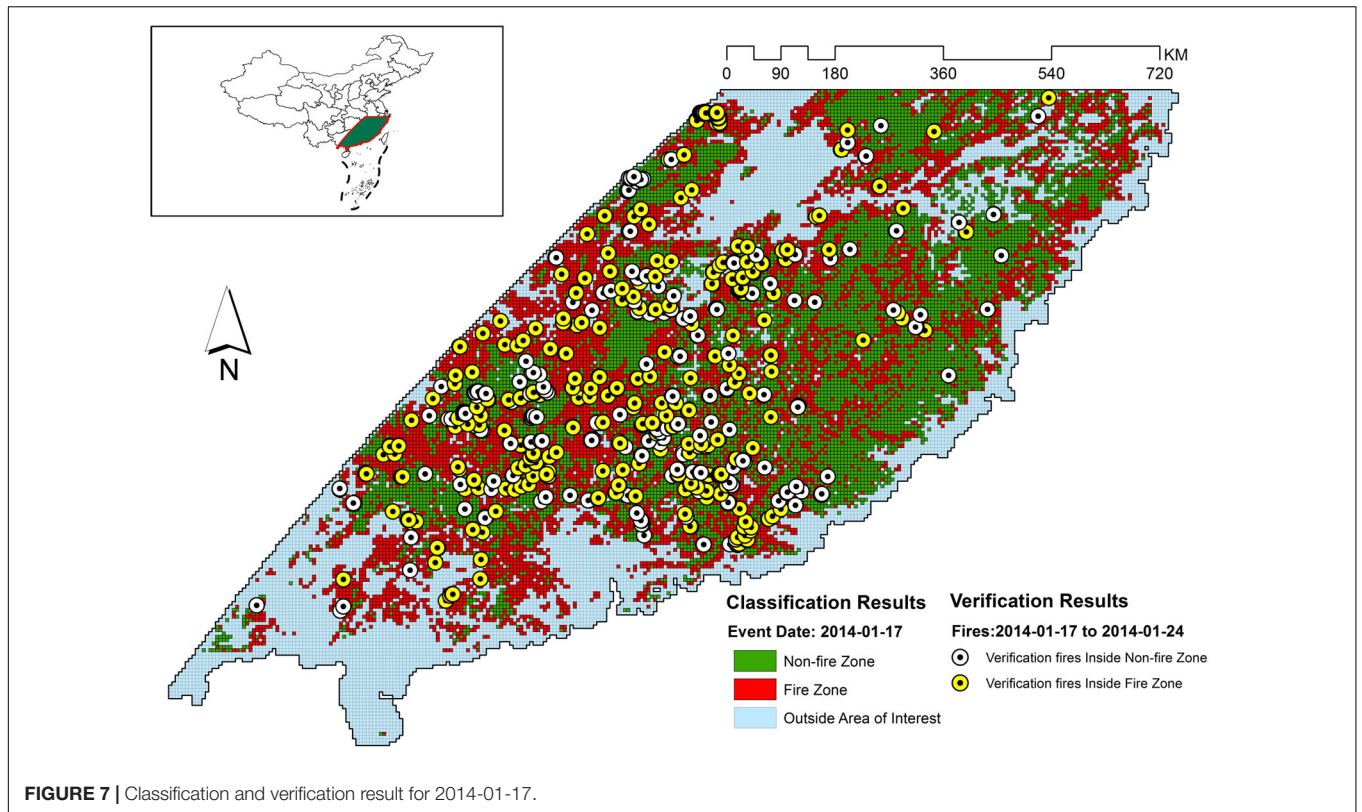 KM
0 90 180 360 540 720
N
Classification Results
Event Date: 2014-01-17
Non-fire Zone
Fire Zone
Outside Area of Interest
Verification Results
Fires:2014-01-17 to 2014-01-24
Verification fires Inside Non-fire Zone
Verification fires Inside Fire Zone
FIGURE 7 | Classification and verification result for 2014-01-17.